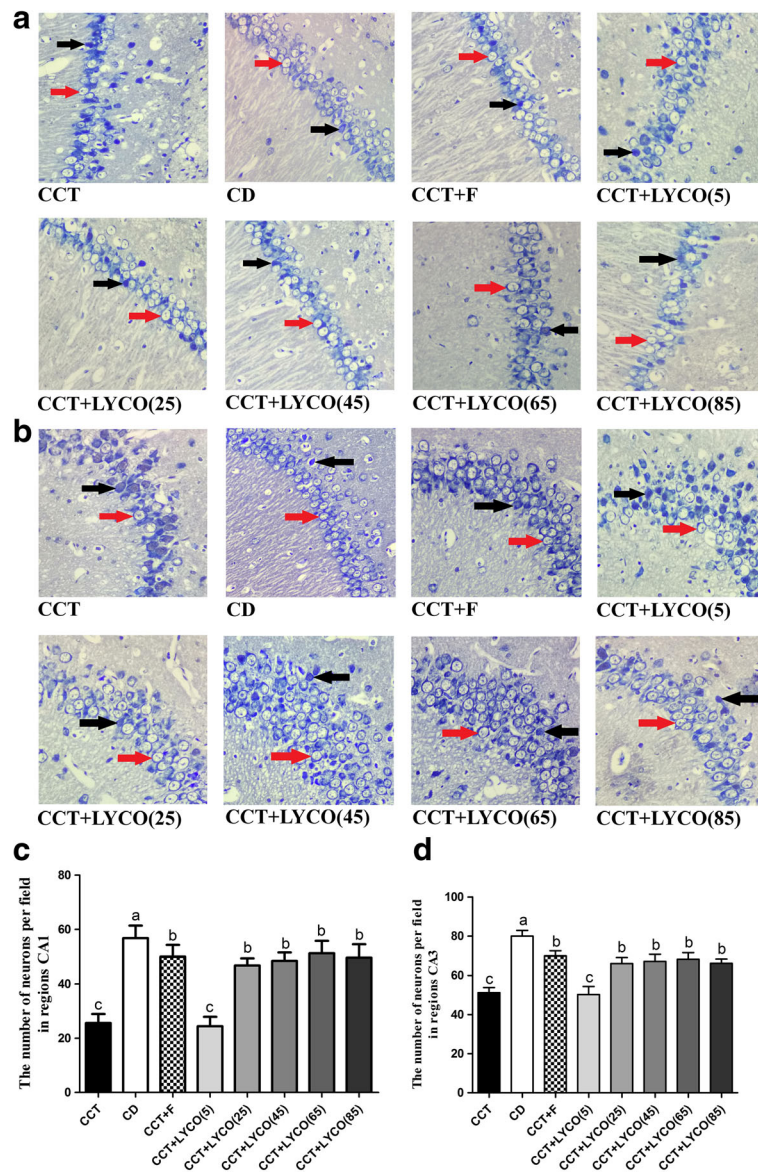 a
CCT CD CCT+F CCT+LYCO(5)
CCT+LYCO(25) CCT+LYCO(45) CCT+LYCO(65) CCT+LYCO(85)
b
CCT CD CCT+F CCT+LYCO(5)
CCT+LYCO(25) CCT+LYCO(45) CCT+LYCO(65) CCT+LYCO(85)
c
The number of neurons per field
in regions CA1
80
60
40
20
0
c a b c b b b b
CCT CD CCT+F CCT+LYCO(5) CCT+LYCO(25) CCT+LYCO(45) CCT+LYCO(65) CCT+LYCO(85)
d
The number of neurons per field
in regions CA3
100
80
60
40
20
0
c a b c b b b b
CCT CD CCT+F CCT+LYCO(5) CCT+LYCO(25) CCT+LYCO(45) CCT+LYCO(65) CCT+LYCO(85)